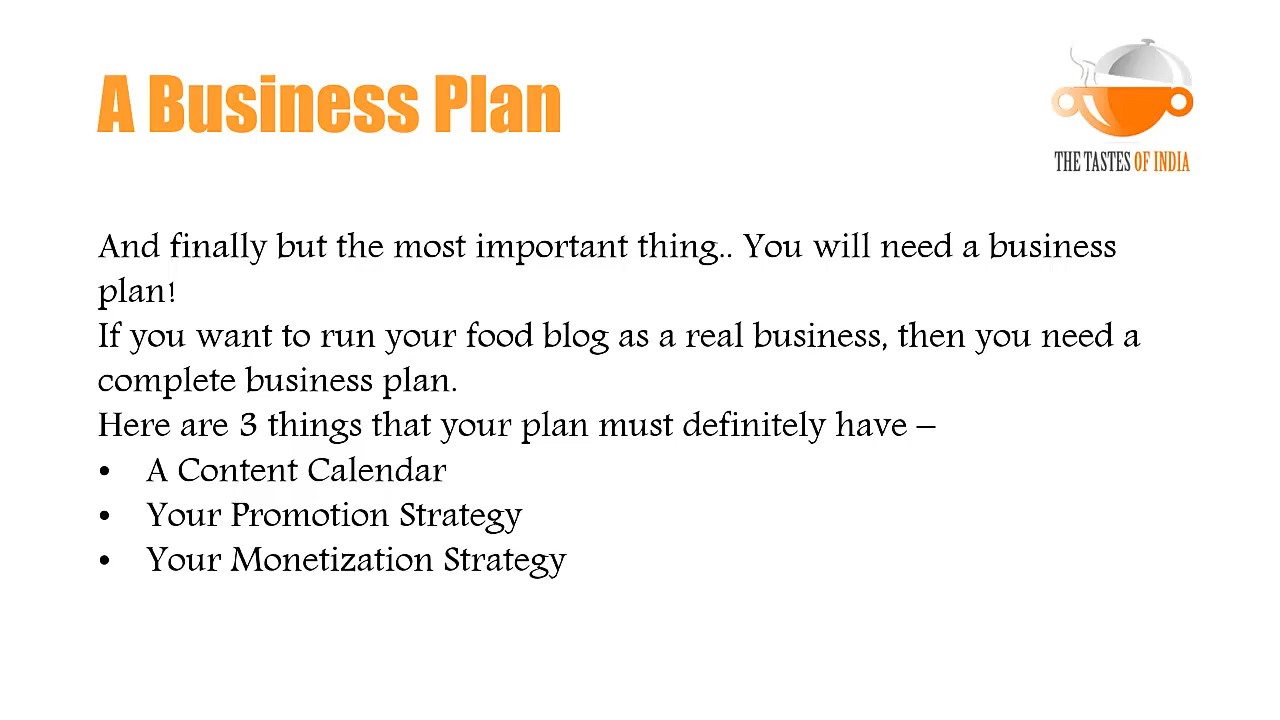 A Business Plan
THE TASTES OF INDIA
And finally but the most important thing.. You will need a business
plan!
If you want to run your food blog as a real business, then you need a
complete business plan.
Here are 3 things that your plan must definitely have –
• A Content Calendar
• Your Promotion Strategy
• Your Monetization Strategy